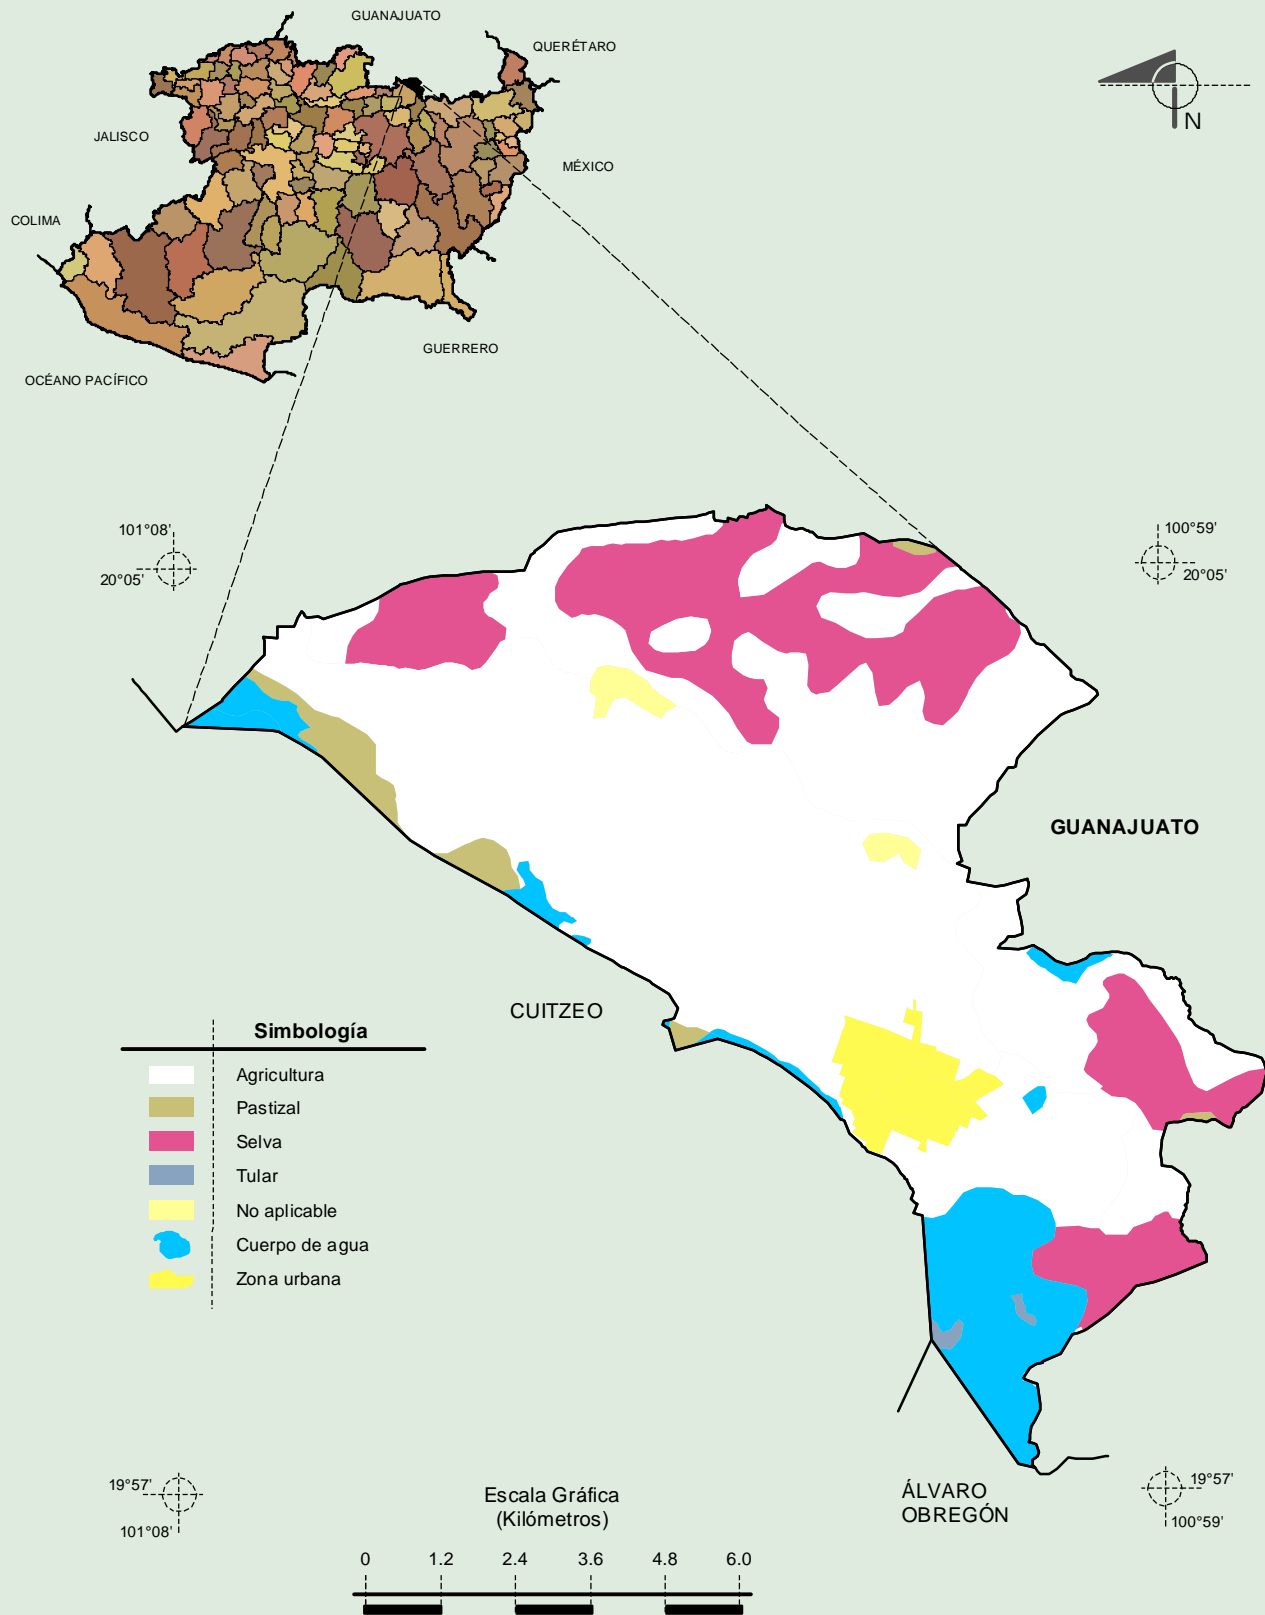 GUANAJUATO
QUERÉTARO
JALISCO
MÉXICO
COLIMA
GUERRERO
OCÉANO PACÍFICO
N
101°08'
20°05'
100°59'
20°05'
GUANAJUATO
CUITZEO
Simbología
Agricultura
Pastizal
Selva
Tular
No aplicable
Cuerpo de agua
Zona urbana
19°57'
101°08'
Escala Gráfica
(Kilómetros)
ÁLVARO
OBREGÓN
19°57'
100°59'
0 1.2 2.4 3.6 4.8 6.0